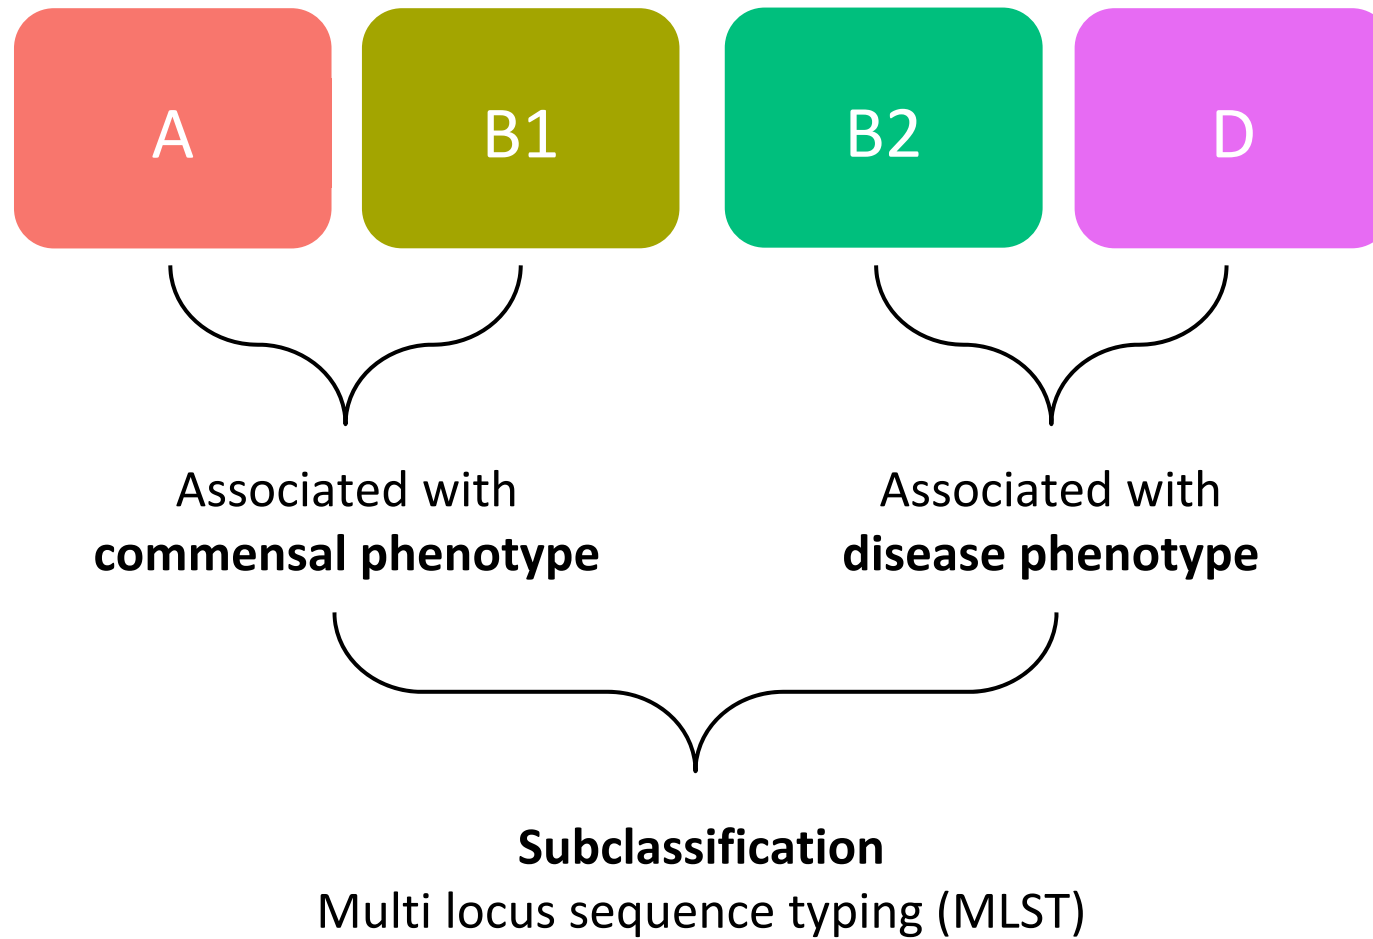 A
B1
B2
D
Associated with
commensal phenotype
Associated with
disease phenotype
Subclassification
Multi locus sequence typing (MLST)